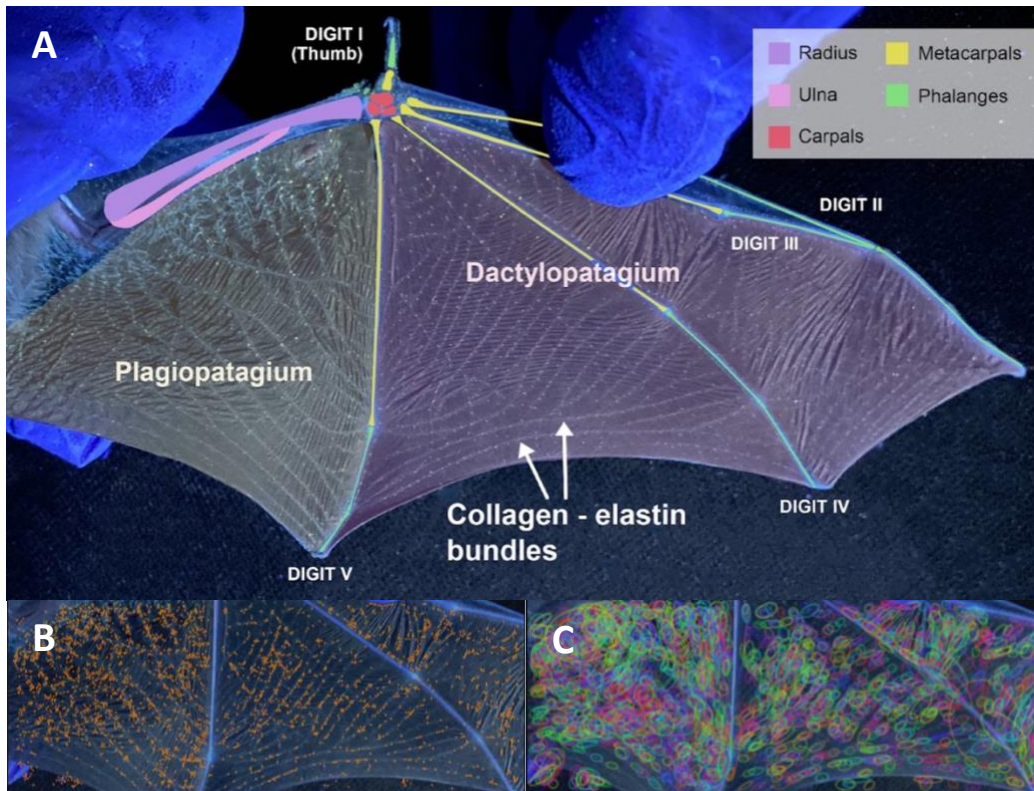 A
DIGIT I
(Thumb)
Radius
Metacarpals
Ulna
Phalanges
Carpals
DIGIT II
DIGIT III
Dactylopatagium
Plagiopatagium
Collagen - elastin
bundles
DIGIT IV
DIGIT V
B
C